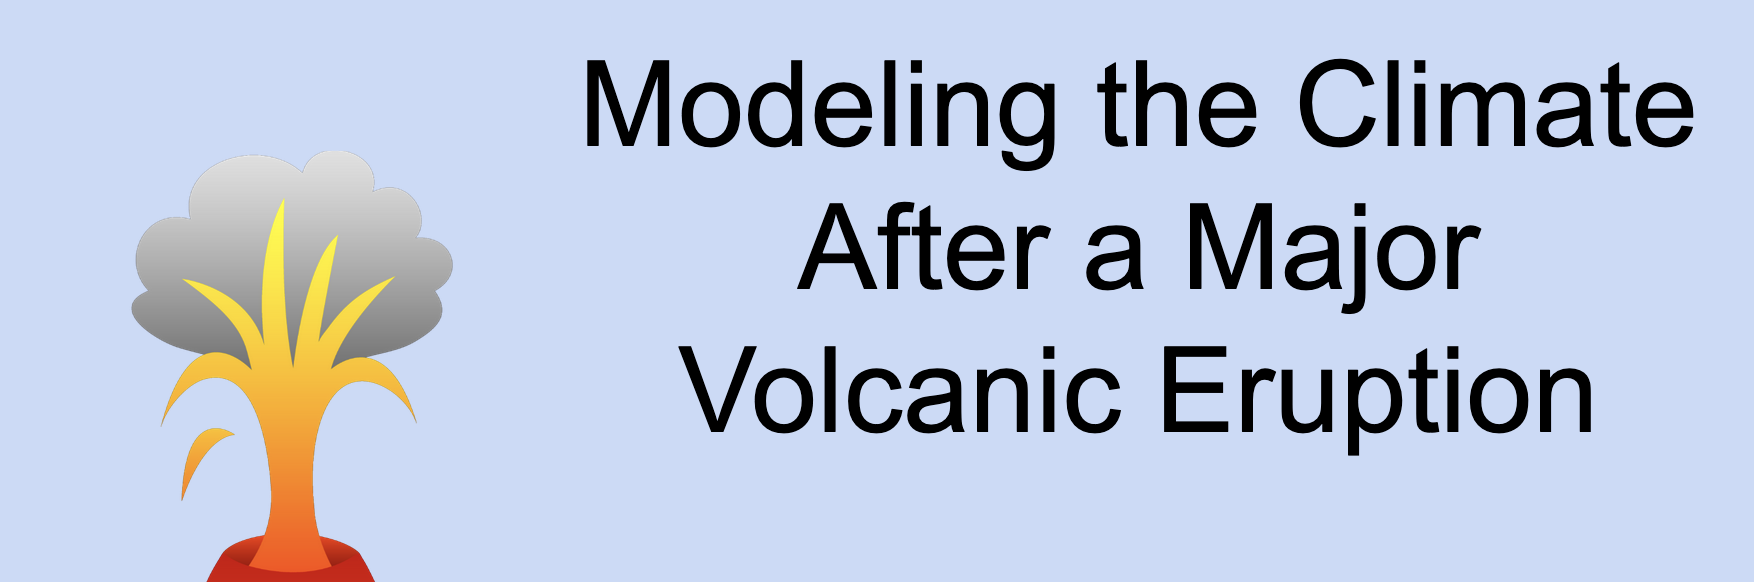 Modeling the Climate
After a Major
Volcanic Eruption